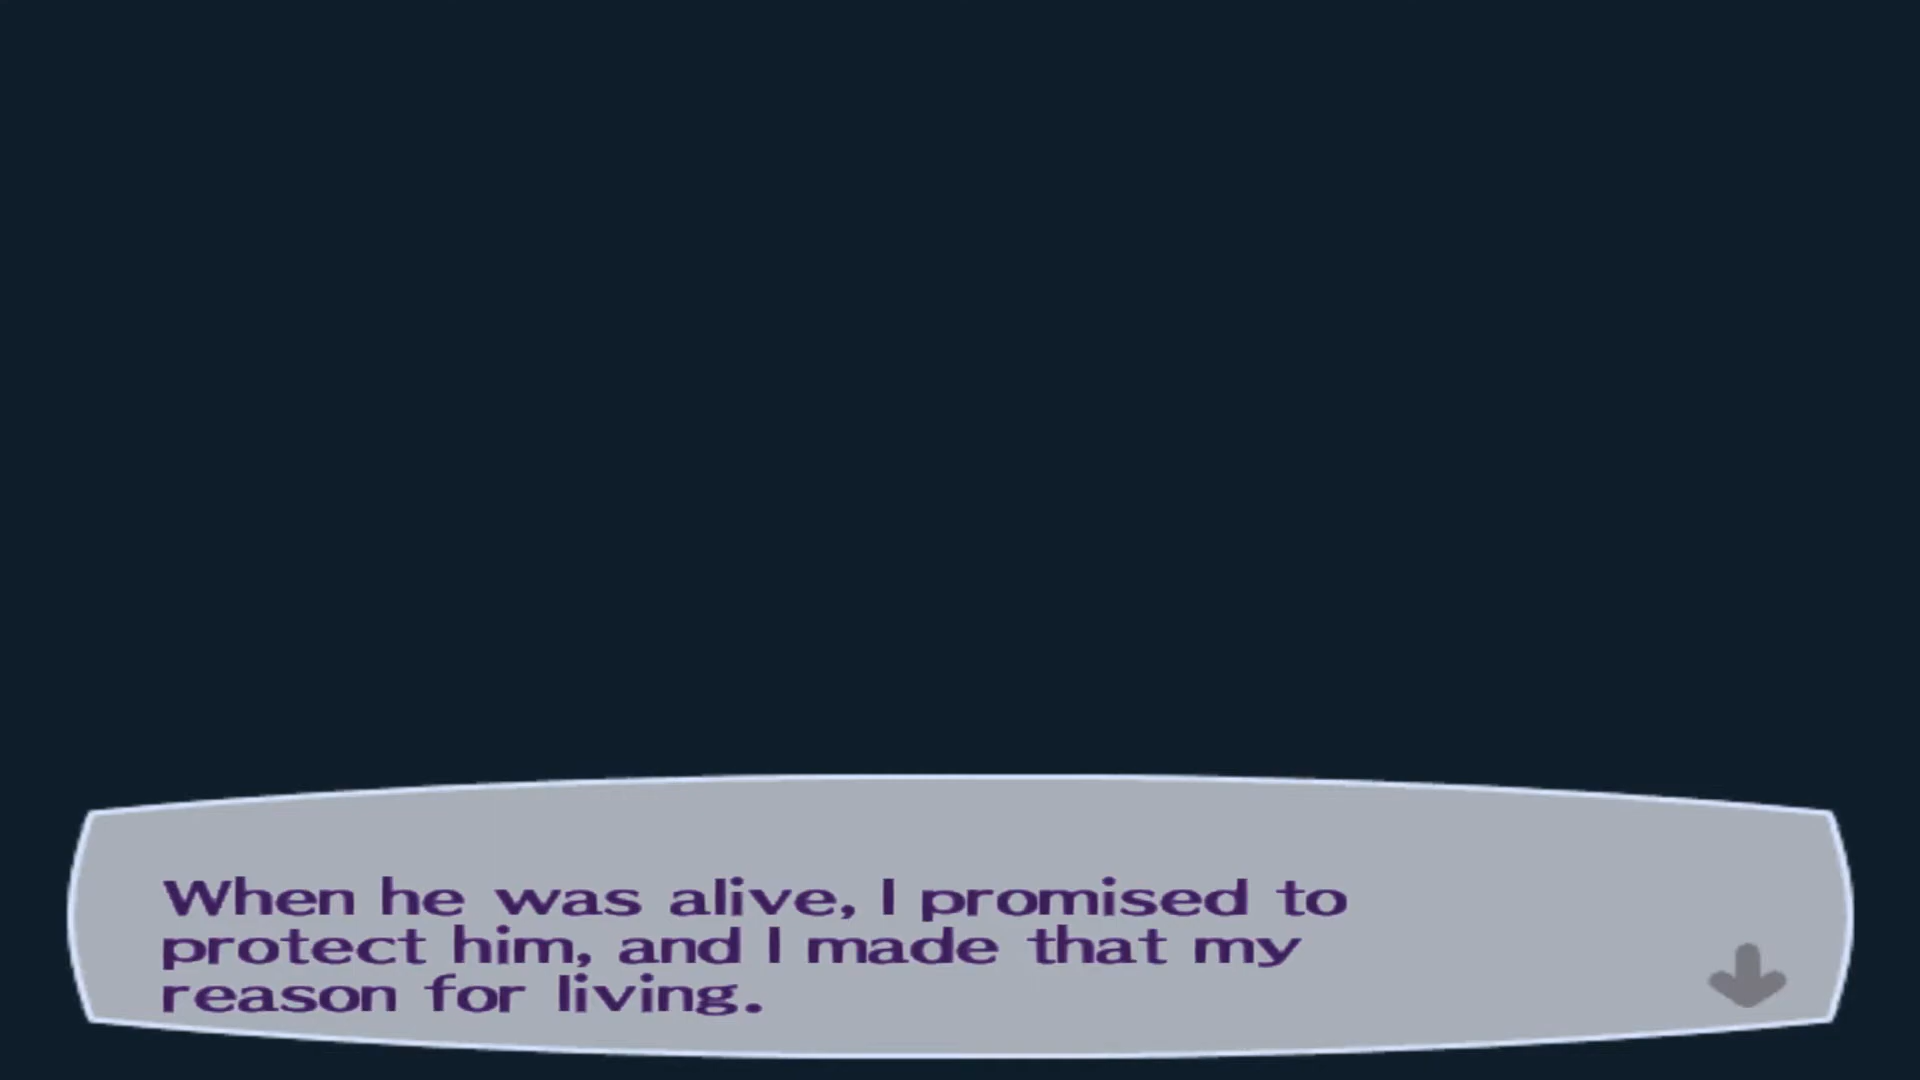 When he was alive, I promised to
protect him, and I made that my
reason for living.